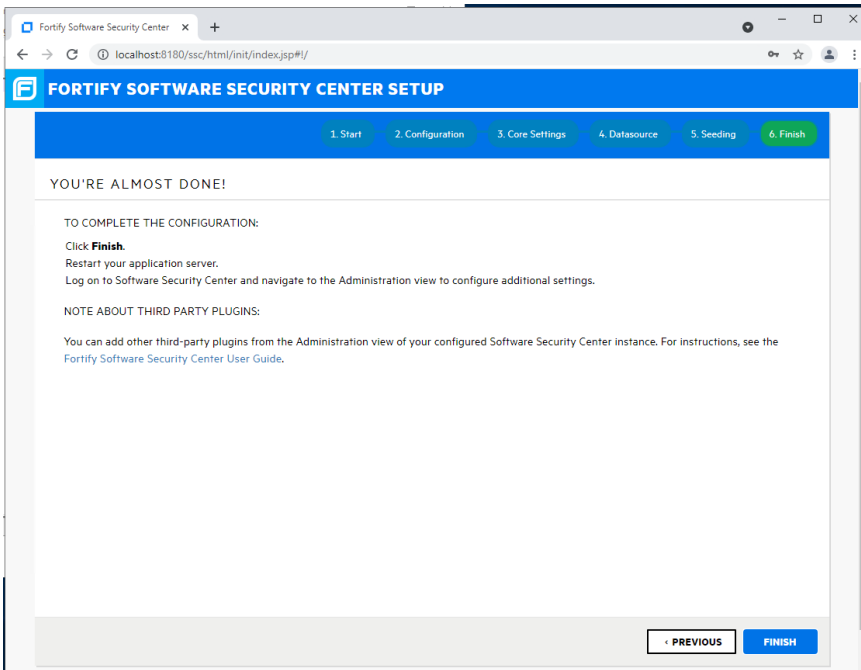 Fortify Software Security Center
localhost:8180/ssc/html/init/index.jsp#!/
FORTIFY SOFTWARE SECURITY CENTER SETUP
1. Start
2. Configuration
3. Core Settings
4. Datasource
5. Seeding
6. Finish
YOU'RE ALMOST DONE!
TO COMPLETE THE CONFIGURATION:
Click Finish.
Restart your application server.
Log on to Software Security Center and navigate to the Administration view to configure additional settings.
NOTE ABOUT THIRD PARTY PLUGINS:
You can add other third-party plugins from the Administration view of your configured Software Security Center instance. For instructions, see the
Fortify Software Security Center User Guide.
‹ PREVIOUS
FINISH